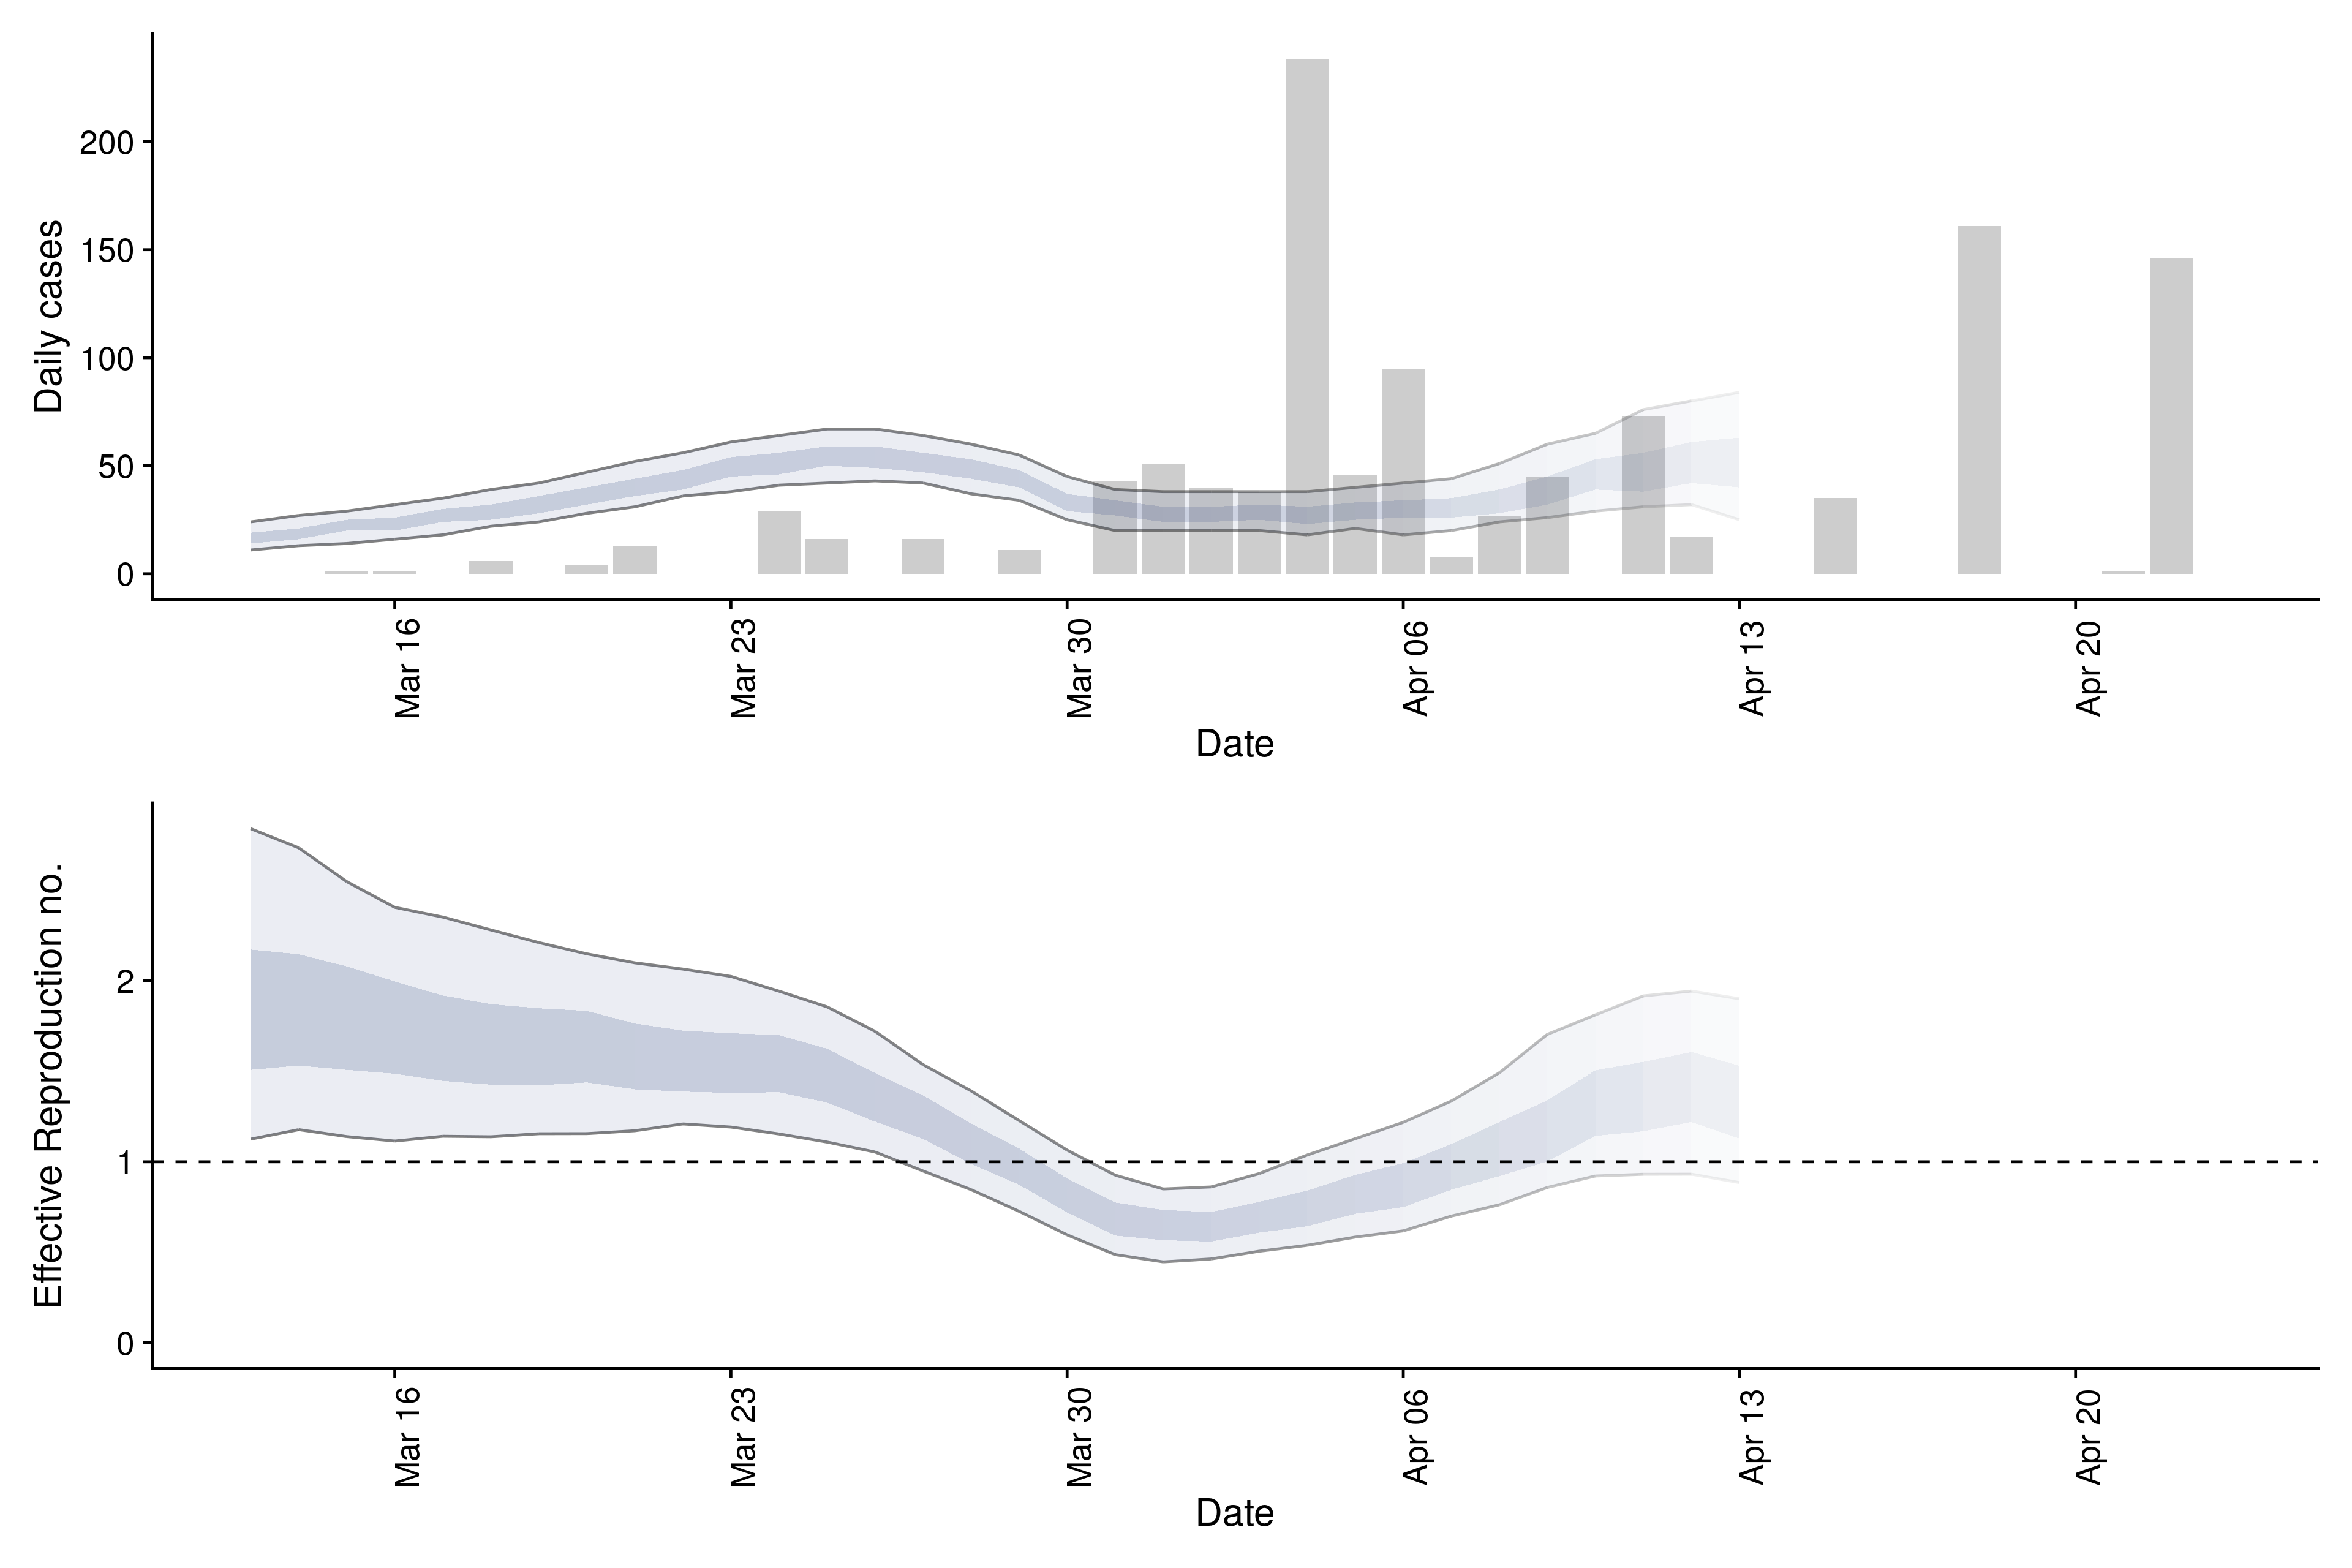 Daily cases
200
150
100
50
0
Mar 16
Mar 23
Mar 30
Apr 06
Apr 13
Apr 20
Date
Effective Reproduction no.
2
1
0
Mar 16
Mar 23
Mar 30
Apr 06
Apr 13
Apr 20
Date